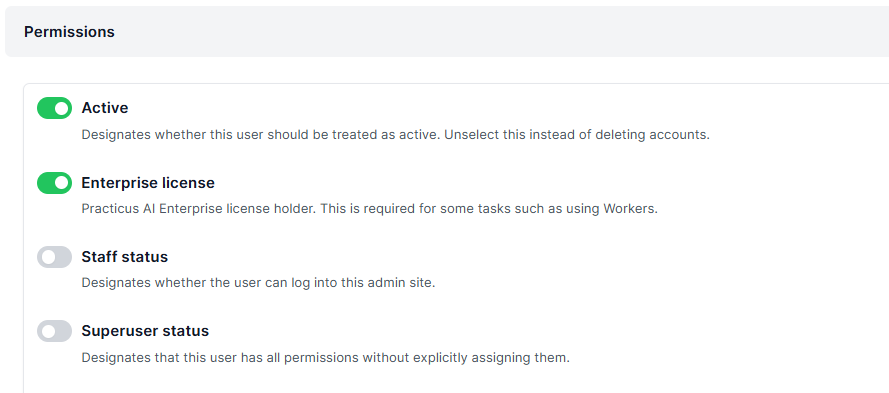 Permissions
Active
Designates whether this user should be treated as active. Unselect this instead of deleting accounts.
Enterprise license
Practicus AI Enterprise license holder. This is required for some tasks such as using Workers.
Staff status
Designates whether the user can log into this admin site.
Superuser status
Designates that this user has all permissions without explicitly assigning them.